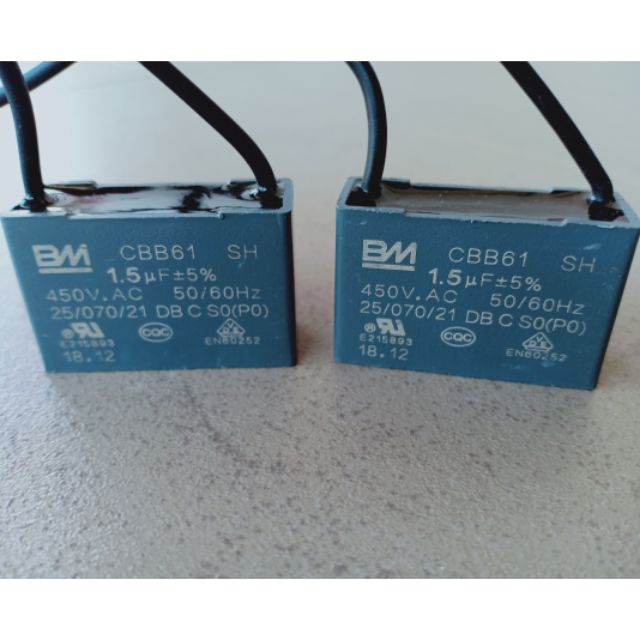 BM CBB61 SH
1.5μF±5%
450V.AC 50/60Hz
25/070/21 DB C S0(P0)
E215893 CQC EN60252
18.12
BM CBB61 SH
1.5μF±5%
450V.AC 50/60Hz
25/070/21 DB C S0(P0)
E215893 CQC EN60252
18.12